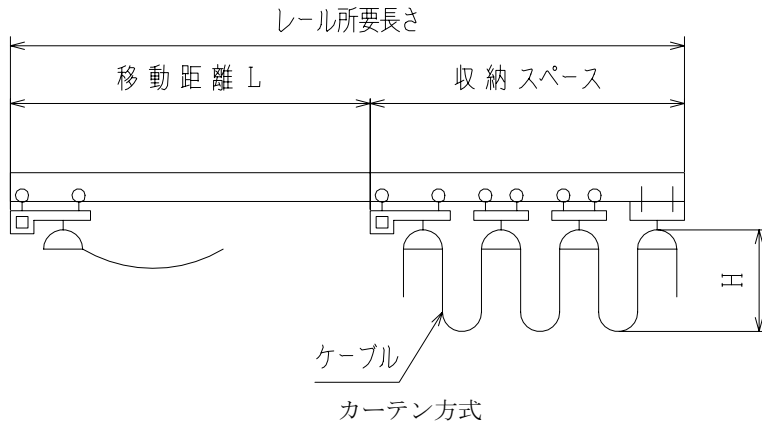 レール所要長さ
移動距離 L
収納スペース
H
ケーブル
カーテン方式